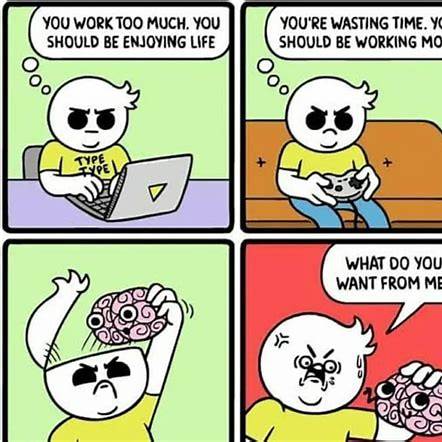 YOU WORK TOO MUCH. YOU
SHOULD BE ENJOYING LIFE
TYPE
TYPE
YOU'RE WASTING TIME. YO
SHOULD BE WORKING MO
WHAT DO YOU
WANT FROM ME